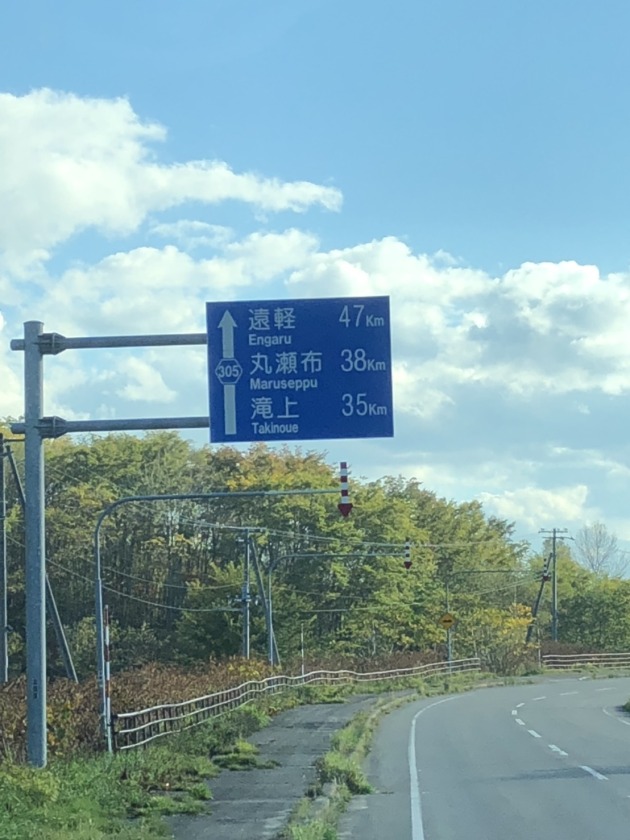 遠軽 47Km
Engaru
305
丸瀬布 38Km
Maruseppu
滝上 35Km
Takinoue